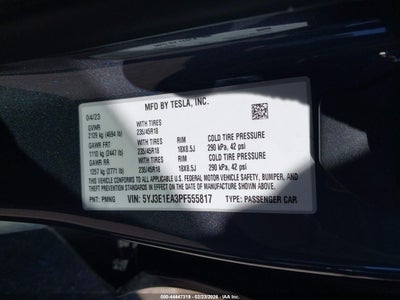 MFD BY TESLA, INC.
04/23
GVWR WITH TIRES
2129 kg (4694 lb) 235/45R18
GAWR FRT WITH TIRES RIM COLD TIRE PRESSURE
1110 kg (2447 lb) 235/45R18 18X8.5J 290 kPa, 42 psi
GAWR RR WITH TIRES RIM COLD TIRE PRESSURE
1257 kg (2771 lb) 235/45R18 18X8.5J 290 kPa, 42 psi
THIS VEHICLE CONFORMS TO ALL APPLICABLE U.S. FEDERAL MOTOR VEHICLE SAFETY, BUMPER, AND
THEFT PREVENTION STANDARDS IN EFFECT ON THE DATE OF MANUFACTURE SHOWN ABOVE.
PNT: PMNG VIN: 5YJ3E1EA3PF555817 TYPE: PASSENGER CAR
000-44447319 - 02/23/2026 - IAA, Inc.